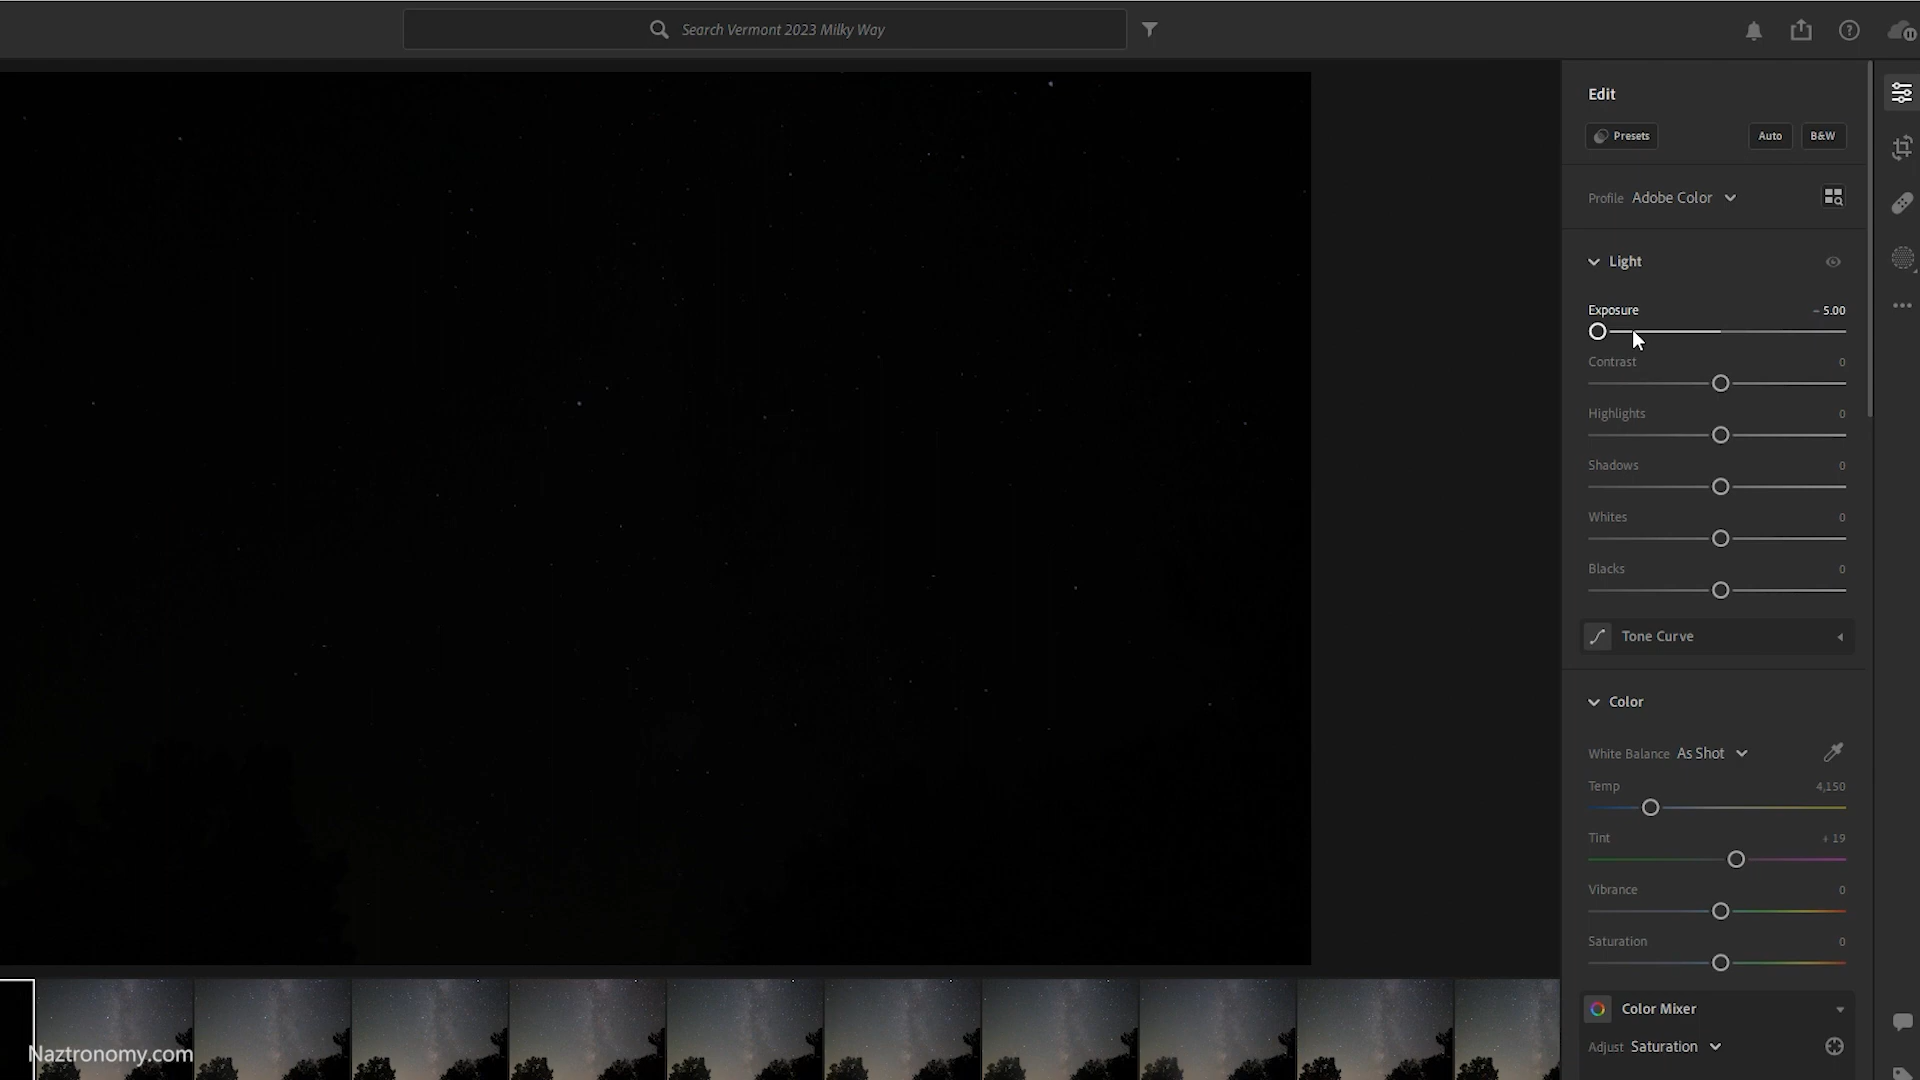 Search Vermont 2023 Milky Way
Edit
Presets
Auto
B&W
Profile Adobe Color
Light
Exposure - 5.00
Contrast 0
Highlights 0
Shadows 0
Whites 0
Blacks 0
Tone Curve
Color
White Balance As Shot
Temp 4,150
Tint + 19
Vibrance 0
Saturation 0
Color Mixer
Adjust Saturation
Naztronomy.com